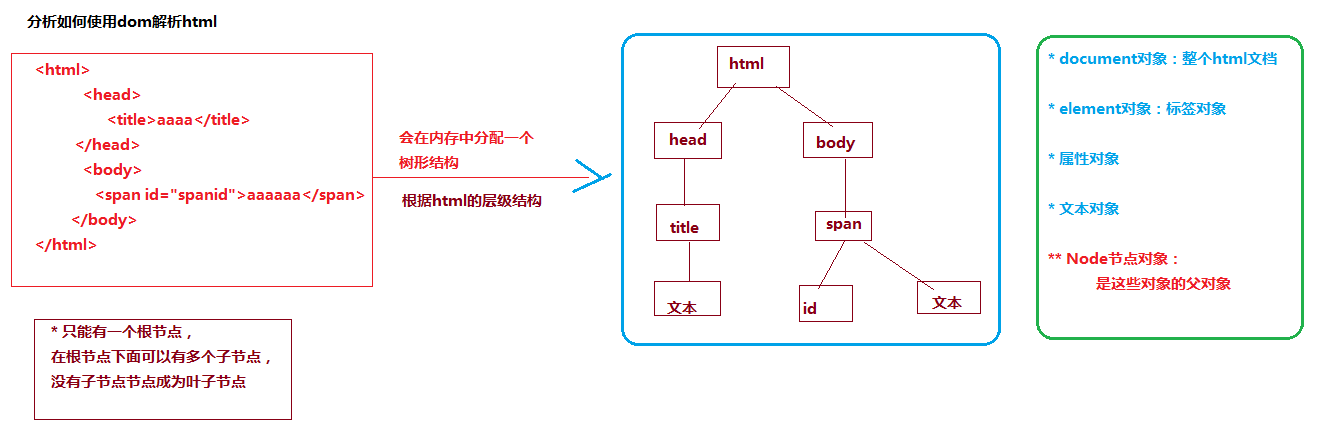 分析如何使用dom解析html
<html>
<head>
<title>aaaa</title>
</head>
<body>
<span id="spanid">aaaaaa</span>
</body>
</html>
会在内存中分配一个
树形结构
根据html的层级结构
html
head
body
title
span
文本
id
文本
* document对象：整个html文档
* element对象：标签对象
* 属性对象
* 文本对象
** Node节点对象：
是这些对象的父对象
* 只能有一个根节点，
在根节点下面可以有多个子节点，
没有子节点节点成为叶子节点